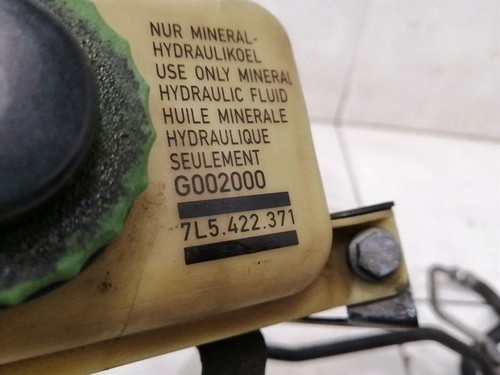 NUR MINERAL-
HYDRAULIKOEL
USE ONLY MINERAL
HYDRAULIC FLUID
HUILE MINERALE
HYDRAULIQUE
SEULEMENT
G002000
7L5.422.371